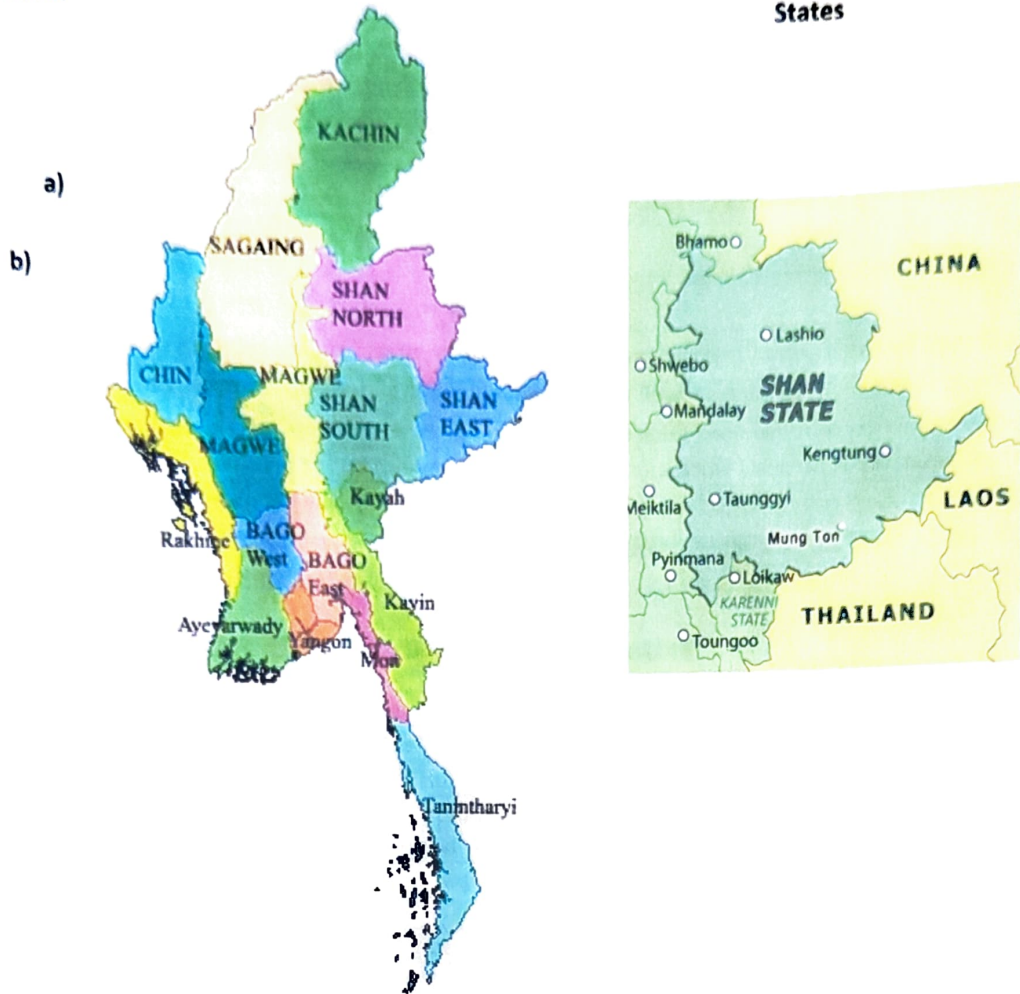 States
a)
b)
KACHIN
SAGAING
SHAN
NORTH
CHIN
MAGWE
SHAN
SOUTH
SHAN
EAST
MAGWE
Kayah
Rakhine
BAGO
West
BAGO
East
Kayin
Ayeyarwady
Yangon
Mon
Tanintharyi
Bhamo
CHINA
Lashio
Shwebo
SHAN
STATE
Mandalay
Kengtung
Meiktila
Taunggyi
LAOS
Mung Ton
Pyinmana
Loikaw
KARENNI
STATE
THAILAND
Toungoo